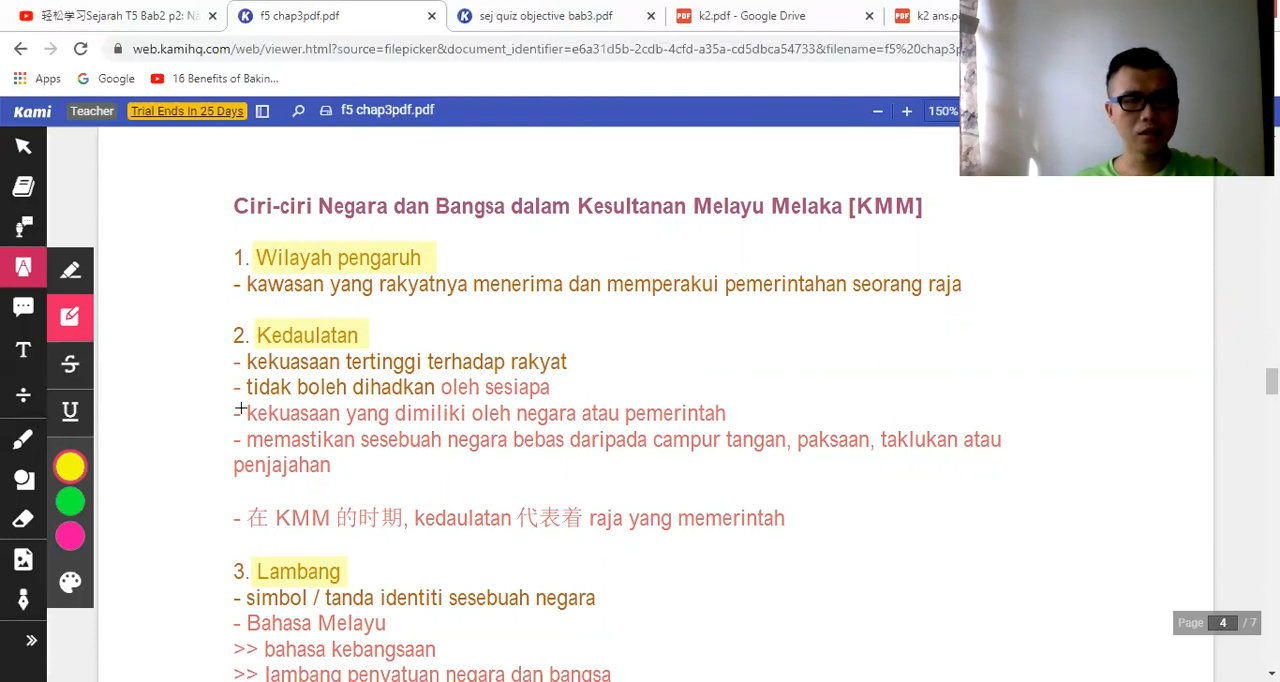 轻松学习Sejarah T5 Bab2 p2: Na
f5 chap3pdf.pdf
sej quiz objective bab3.pdf
k2.pdf - Google Drive
k2 ans.p
web.kamihq.com/web/viewer.html?source=filepicker&document_identifier=e6a31d5b-2cdb-4cfd-a35a-cd5dbca54733&filename=f5%20chap3p
Apps
Google
16 Benefits of Bakin...
Kami
Teacher
Trial Ends In 25 Days
f5 chap3pdf.pdf
150%
Ciri-ciri Negara dan Bangsa dalam Kesultanan Melayu Melaka [KMM]
1. Wilayah pengaruh
- kawasan yang rakyatnya menerima dan memperakui pemerintahan seorang raja
2. Kedaulatan
- kekuasaan tertinggi terhadap rakyat
- tidak boleh dihadkan oleh sesiapa
- kekuasaan yang dimiliki oleh negara atau pemerintah
- memastikan sesebuah negara bebas daripada campur tangan, paksaan, taklukan atau
penjajahan
- 在 KMM 的时期, kedaulatan 代表着 raja yang memerintah
3. Lambang
- simbol / tanda identiti sesebuah negara
- Bahasa Melayu
>> bahasa kebangsaan
>> lambang penyatuan negara dan bangsa
Page 4 / 7